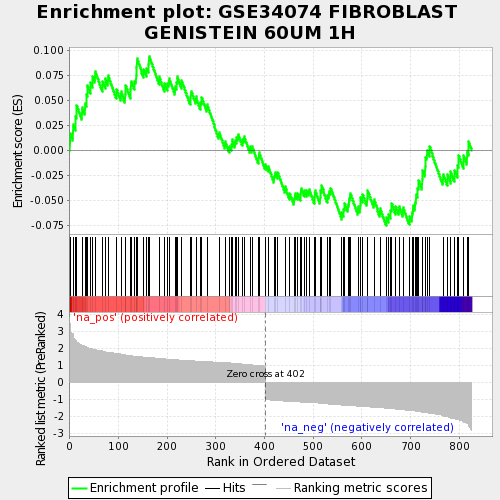 Enrichment plot: GSE34074 FIBROBLAST
GENISTEIN 60UM 1H
Enrichment score (ES)
0.100
0.075
0.050
0.025
0.000
-0.025
-0.050
-0.075
'na_pos' (positively correlated)
Ranked list metric (PreRanked)
4
3
2
1
0
-1
-2
-3
Zero cross at 402
'na_neg' (negatively correlated)
0
100
200
300
400
500
600
700
800
Rank in Ordered Dataset
Enrichment profile
Hits
Ranking metric scores